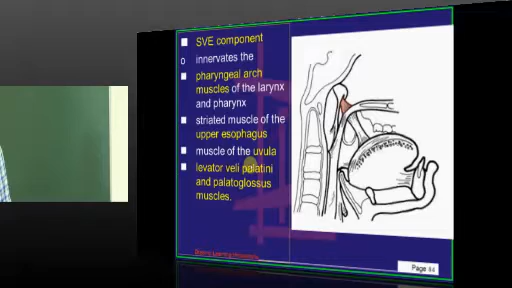 SVE component
innervates the
pharyngeal arch
muscles of the larynx
and pharynx
striated muscle of the
upper esophagus
muscle of the uvula
levator veli palatini
and palatoglossus
muscles.
Page 84